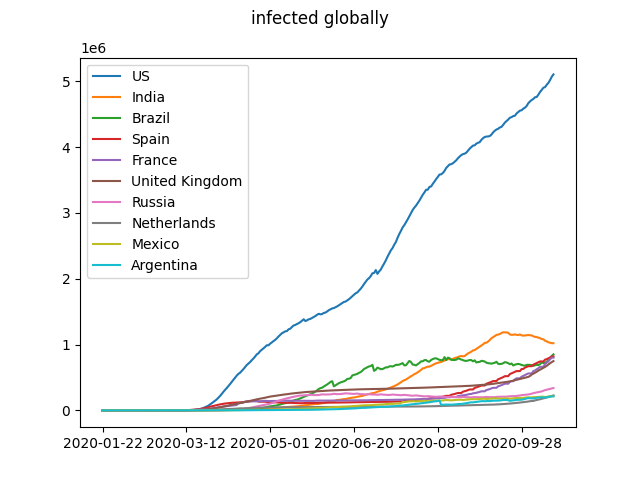 infected globally
1e6
5
4
3
2
1
0
US
India
Brazil
Spain
France
United Kingdom
Russia
Netherlands
Mexico
Argentina
2020-01-22 2020-03-12 2020-05-01 2020-06-20 2020-08-09 2020-09-28